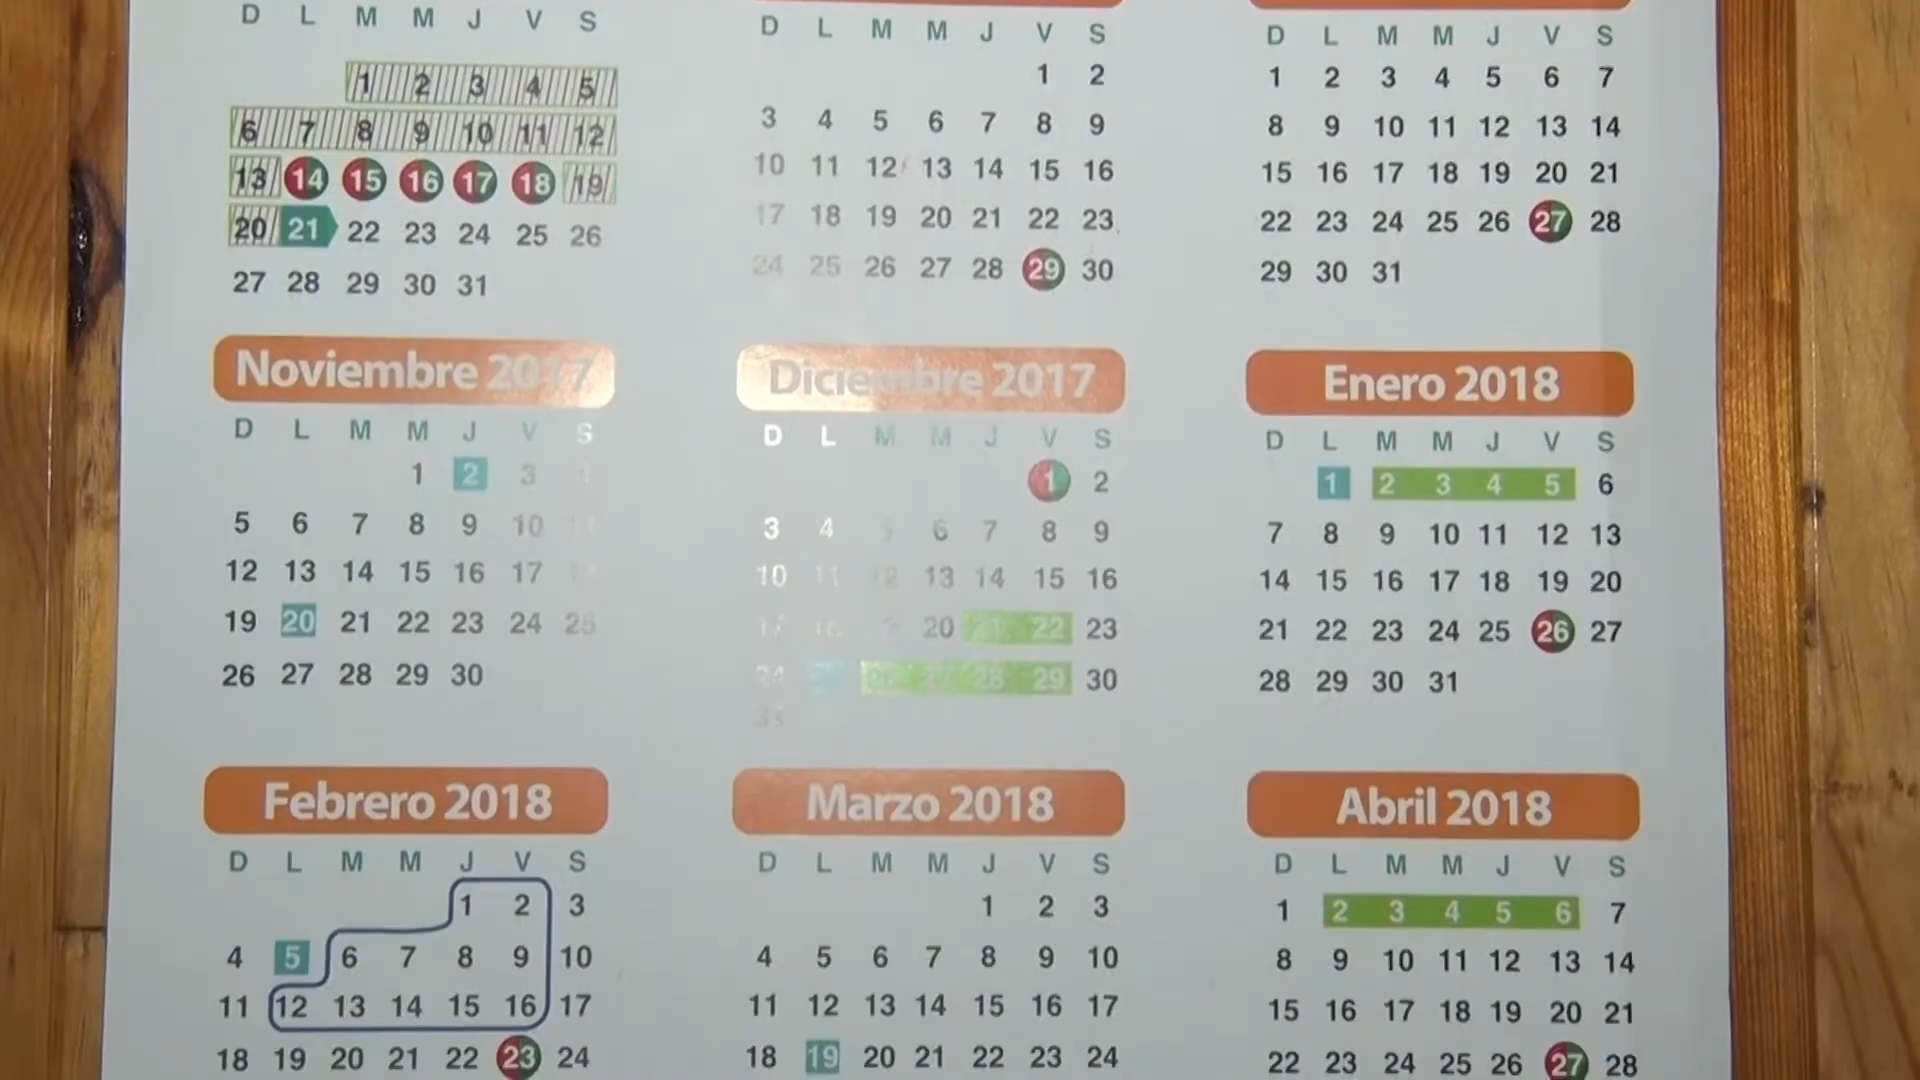 D L M M J V S
1 2 3 4 5
6 7 8 9 10 11 12
13 14 15 16 17 18 19
20 21 22 23 24 25 26
27 28 29 30 31
D L M M J V S
1 2
3 4 5 6 7 8 9
10 11 12 13 14 15 16
17 18 19 20 21 22 23
24 25 26 27 28 29 30
D L M M J V S
1 2 3 4 5 6 7
8 9 10 11 12 13 14
15 16 17 18 19 20 21
22 23 24 25 26 27 28
29 30 31
Noviembre 2017
D L M M J V S
1 2 3
5 6 7 8 9 10
12 13 14 15 16 17
19 20 21 22 23 24 25
26 27 28 29 30
Diciembre 2017
D L M M J V S
1 2
3 4 6 7 8 9
10 11 12 13 14 15 16
20 21 22 23
24 26 27 28 29 30
31
Enero 2018
D L M M J V S
1 2 3 4 5 6
7 8 9 10 11 12 13
14 15 16 17 18 19 20
21 22 23 24 25 26 27
28 29 30 31
Febrero 2018
D L M M J V S
1 2 3
4 5 6 7 8 9 10
11 12 13 14 15 16 17
18 19 20 21 22 23 24
Marzo 2018
D L M M J V S
1 2 3
4 5 6 7 8 9 10
11 12 13 14 15 16 17
18 19 20 21 22 23 24
Abril 2018
D L M M J V S
1 2 3 4 5 6 7
8 9 10 11 12 13 14
15 16 17 18 19 20 21
22 23 24 25 26 27 28